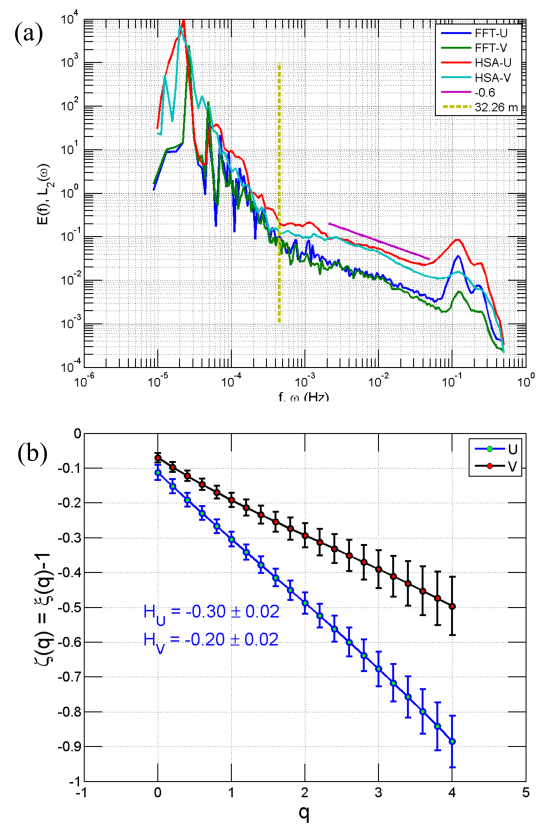 (a)
10^4
10^3
10^2
10^1
10^0
10^-1
10^-2
10^-3
10^-4
E(f), L_2(ω)
FFT-U
FFT-V
HSA-U
HSA-V
-0.6
32.26 m
10^-6
10^-5
10^-4
10^-3
10^-2
10^-1
10^0
f, ω (Hz)
(b)
0
-0.1
-0.2
-0.3
-0.4
-0.5
-0.6
-0.7
-0.8
-0.9
-1
ζ(q) = ξ(q)-1
U
V
H_U = -0.30 ± 0.02
H_V = -0.20 ± 0.02
-1
0
1
2
3
4
5
q